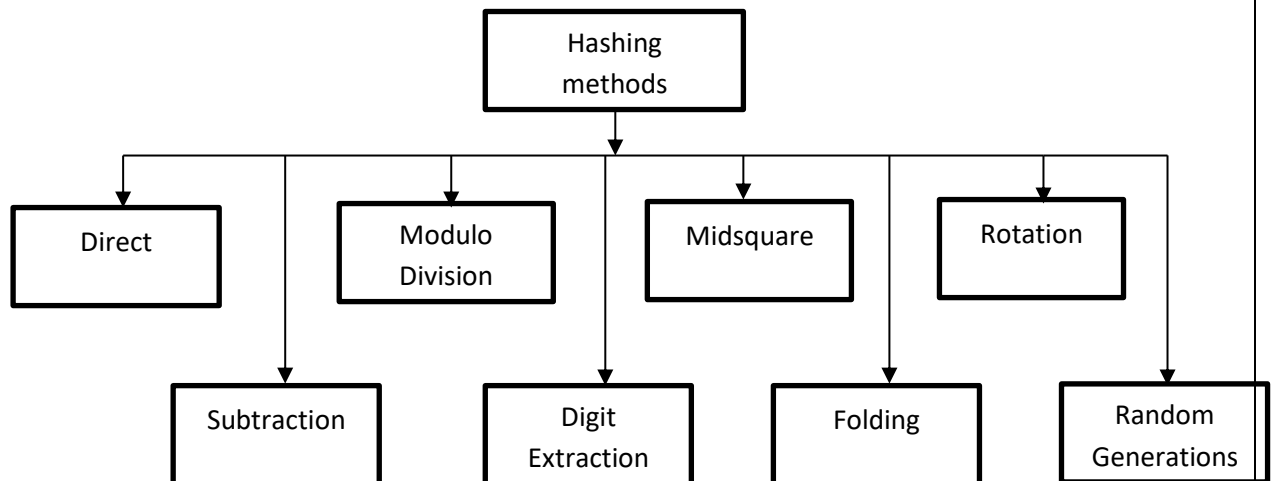 Hashing
methods
Direct
Modulo
Division
Midsquare
Rotation
Subtraction
Digit
Extraction
Folding
Random
Generations